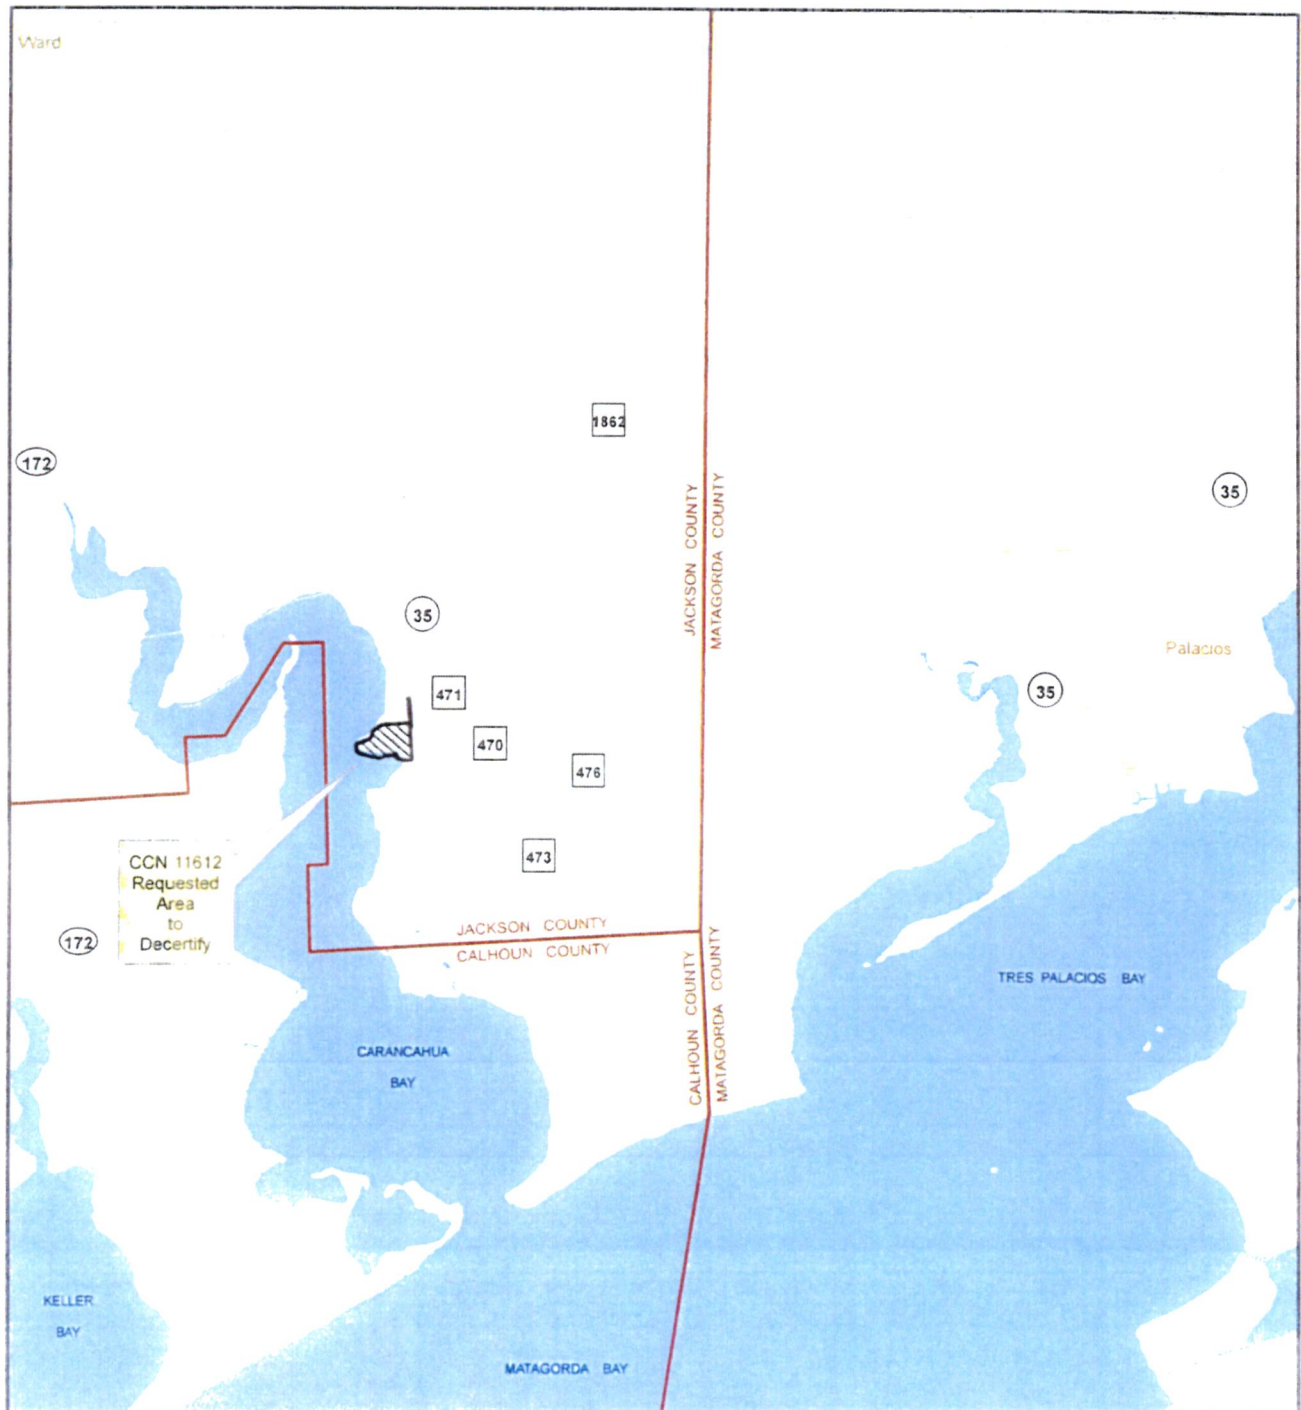 Ward
1862
172
35
JACKSON COUNTY
MATAGORDA COUNTY
35
Palacios
471
35
470
476
CCN 11612
Requested
Area
to
Decertify
473
172
JACKSON COUNTY
CALHOUN COUNTY
CALHOUN COUNTY
MATAGORDA COUNTY
TRES PALACIOS BAY
CARANCAHUA
BAY
KELLER
BAY
MATAGORDA BAY